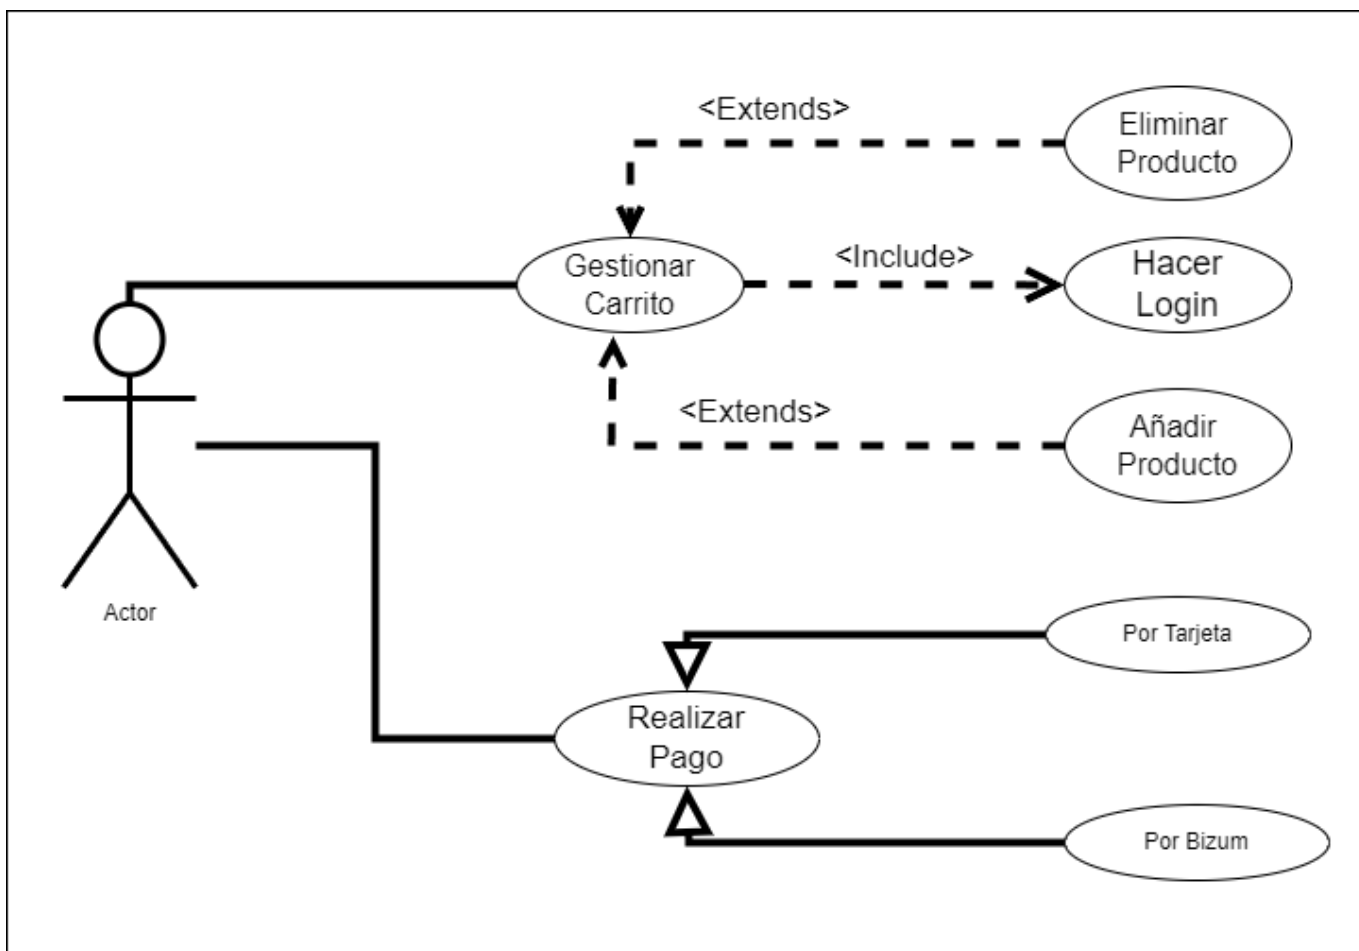 <Extends>
Eliminar
Producto
Gestionar
Carrito
<Include>
Hacer
Login
<Extends>
Añadir
Producto
Actor
Por Tarjeta
Realizar
Pago
Por Bizum